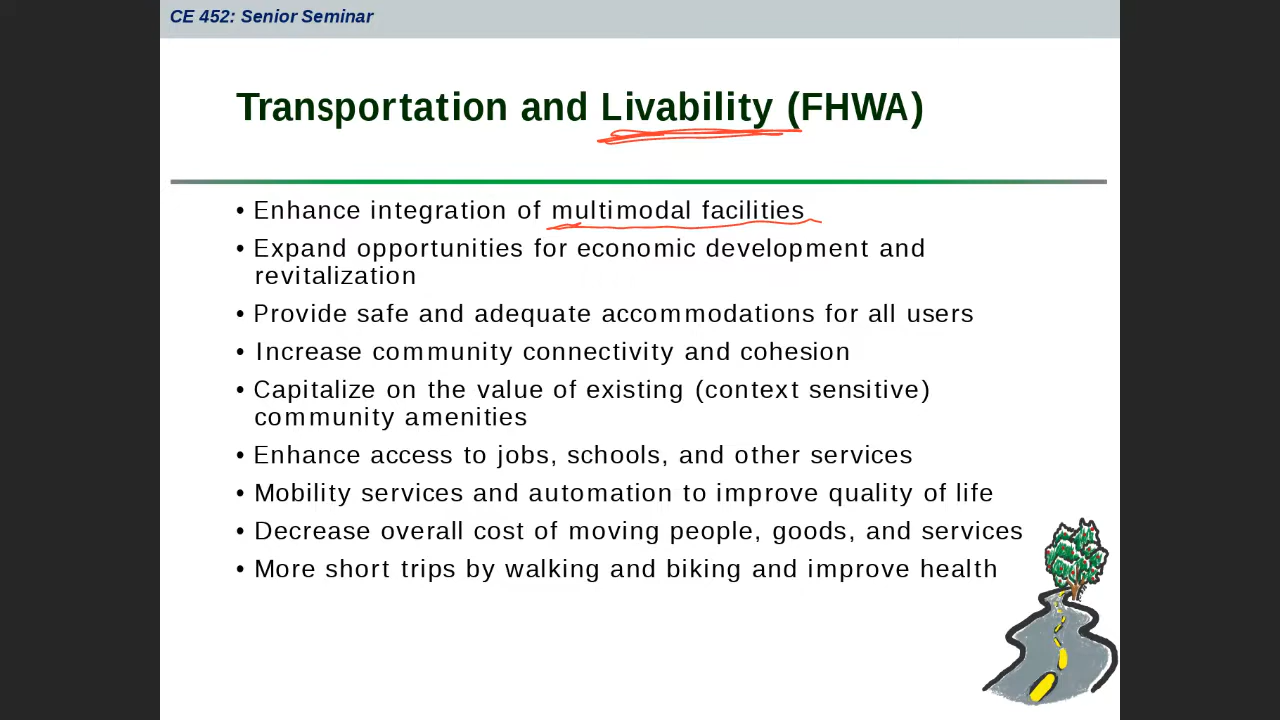 CE 452: Senior Seminar
Transportation and Livability (FHWA)
• Enhance integration of multimodal facilities
• Expand opportunities for economic development and
revitalization
• Provide safe and adequate accommodations for all users
• Increase community connectivity and cohesion
• Capitalize on the value of existing (context sensitive)
community amenities
• Enhance access to jobs, schools, and other services
• Mobility services and automation to improve quality of life
• Decrease overall cost of moving people, goods, and services
• More short trips by walking and biking and improve health